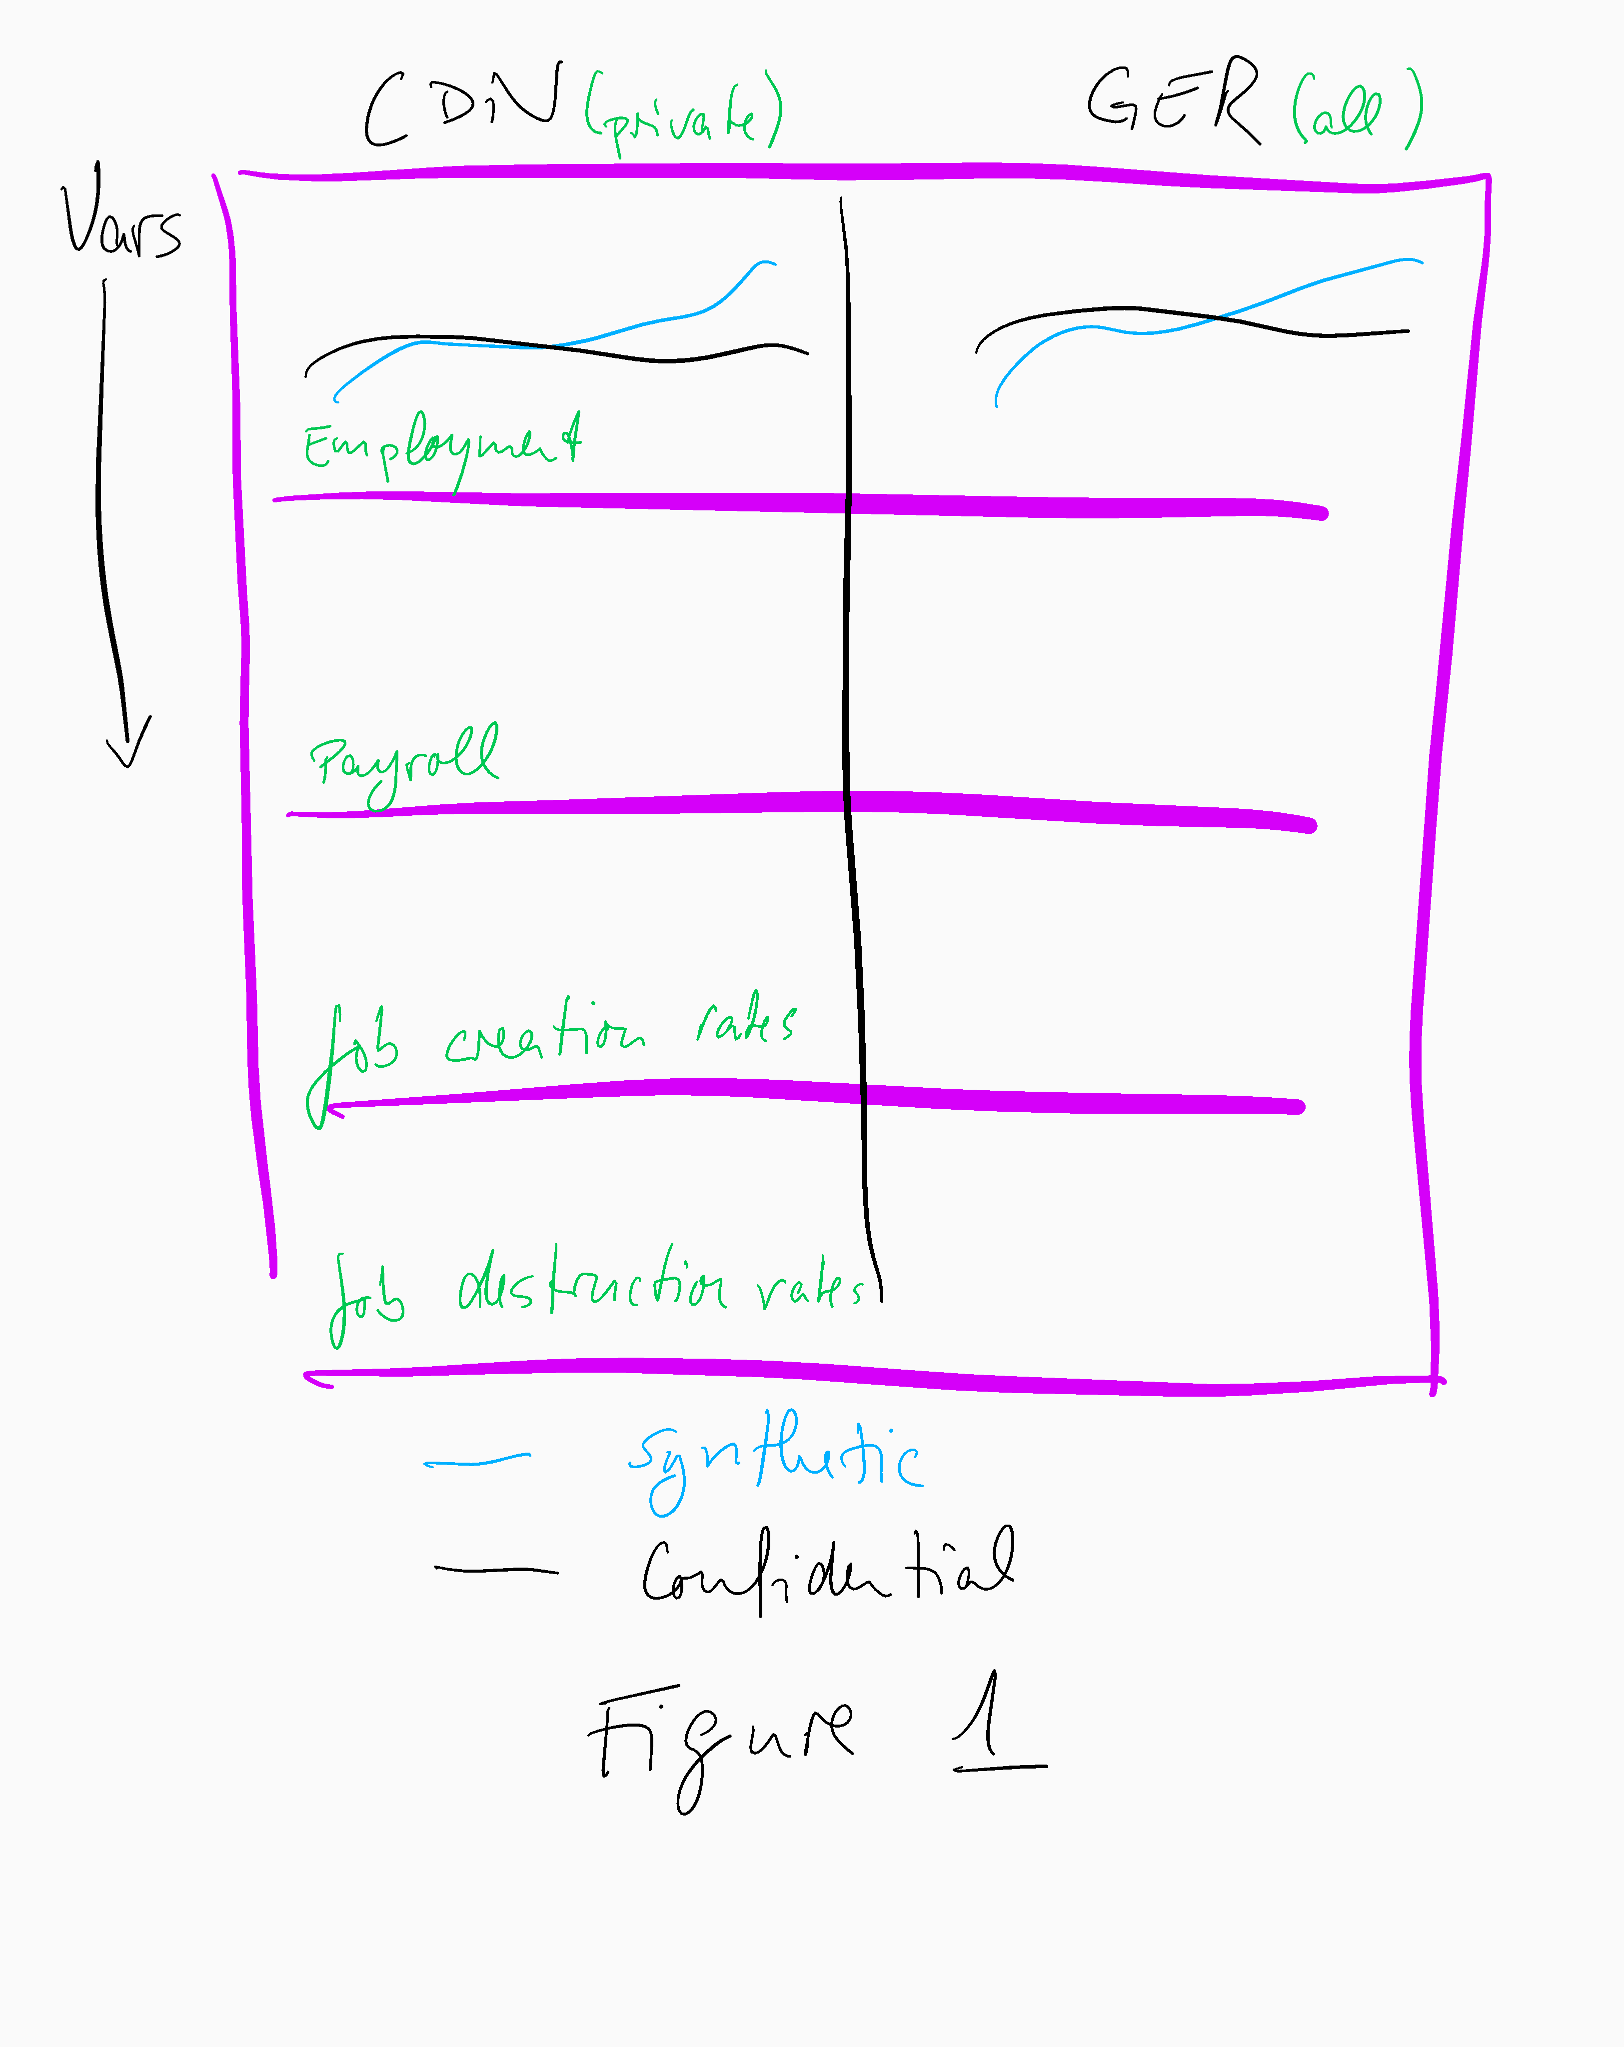 CDN (private) GER (all)
Vars
Employment
Payroll
Job creation rates
Job destruction rates
Synthetic
Confidential
Figure 1